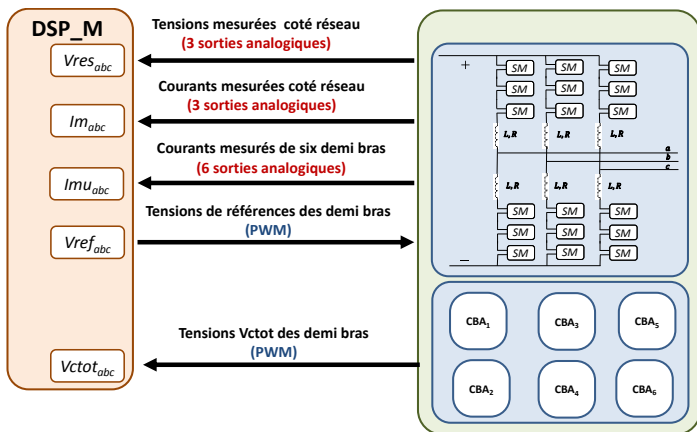 DSP_M
Vres_abc
Im_abc
Imu_abc
Vref_abc
Vctot_abc
Tensions mesurées coté réseau
(3 sorties analogiques)
Courants mesurées coté réseau
(3 sorties analogiques)
Courants mesurés de six demi bras
(6 sorties analogiques)
Tensions de références des demi bras
(PWM)
Tensions Vctot des demi bras
(PWM)
+
SM SM SM
SM SM SM
SM SM SM
L,R L,R L,R
a
b
c
L,R L,R L,R
SM SM SM
SM SM SM
SM SM SM
−
CBA₁ CBA₃ CBA₅
CBA₂ CBA₄ CBA₆